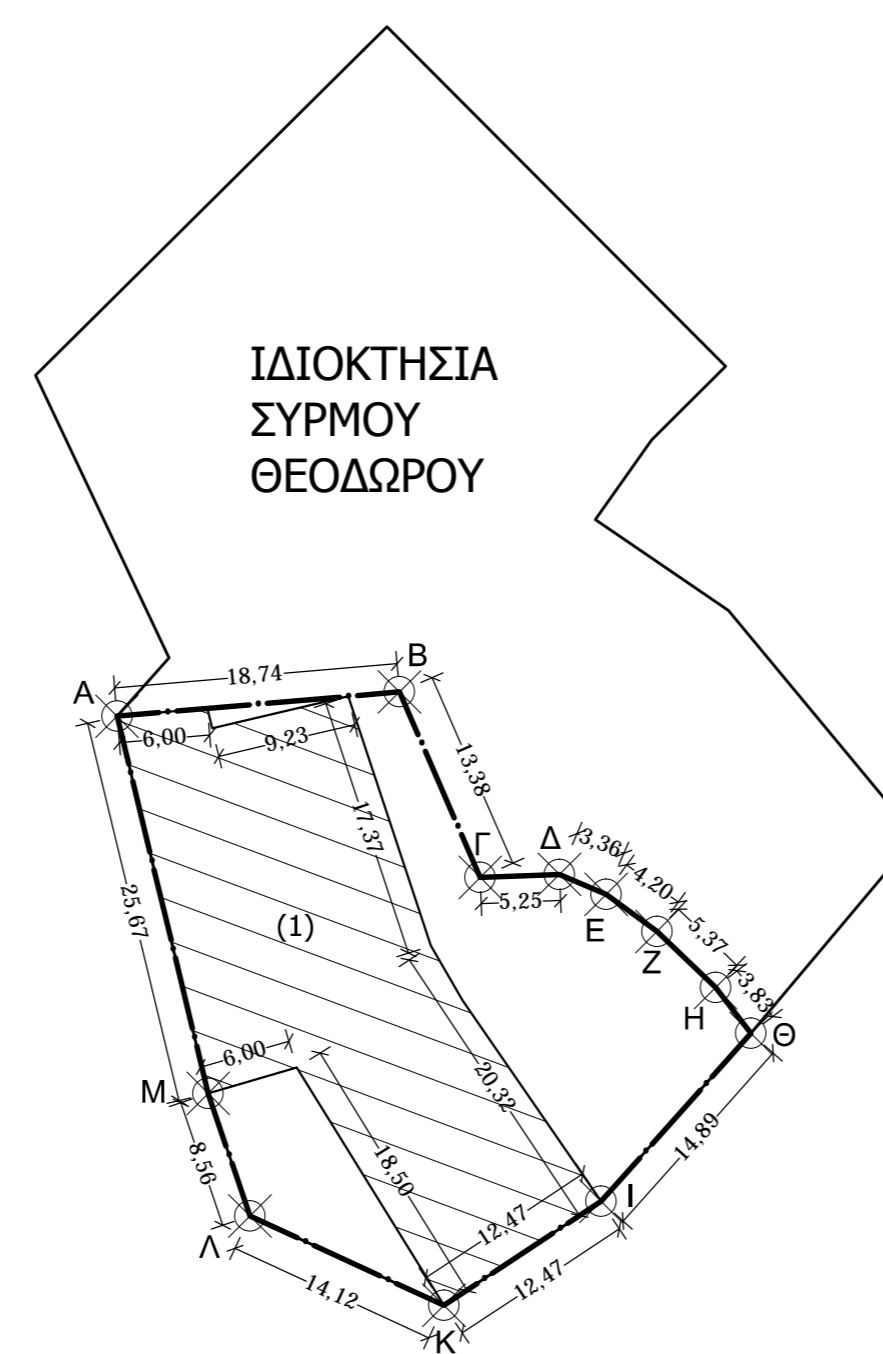 ΙΔΙΟΚΤΗΣΙΑ
ΣΥΡΜΟΥ
ΘΕΟΔΩΡΟΥ
Α
18,74
Β
6,00
9,23
13,38
17,37
Γ
Δ
3,36
5,25
4,20
Ε
5,37
Ζ
25,67
(1)
3,83
Η
Θ
6,00
Μ
20,32
14,89
8,56
18,50
12,47
Ι
Λ
14,12
12,47
Κ